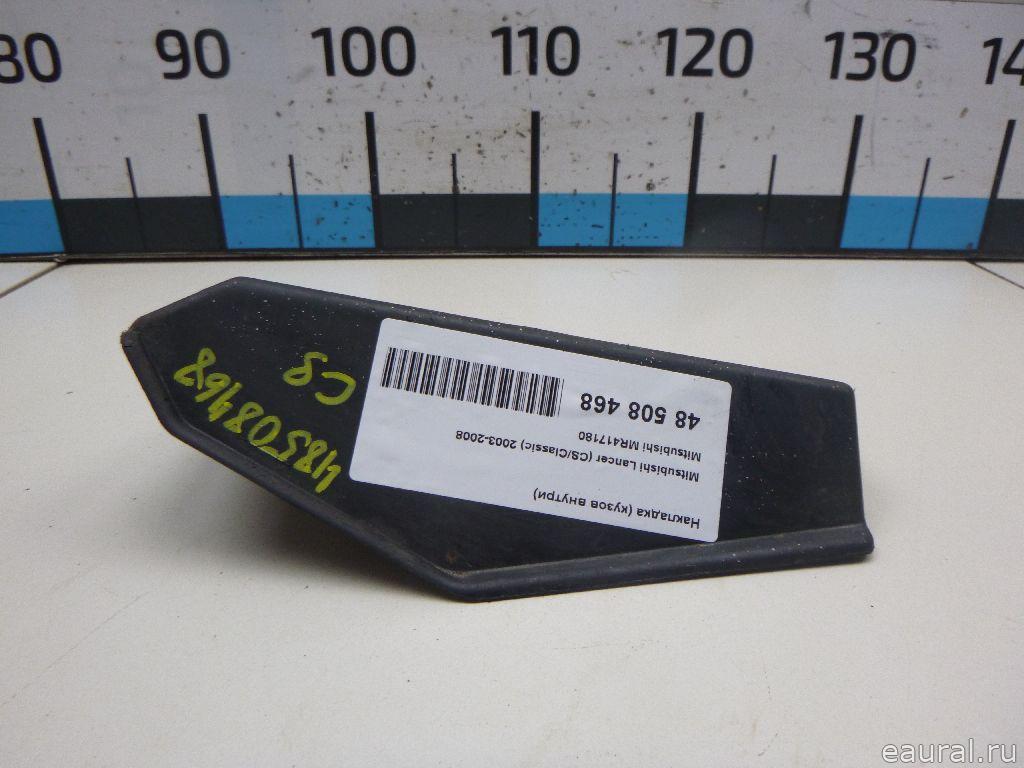 80 90 100 110 120 130 14
48508468
C8
Накладка (кузов внутри)
Mitsubishi Lancer (CS/Classic) 2003-2008
Mitsubishi MR417180
48 508 468
eaural.ru